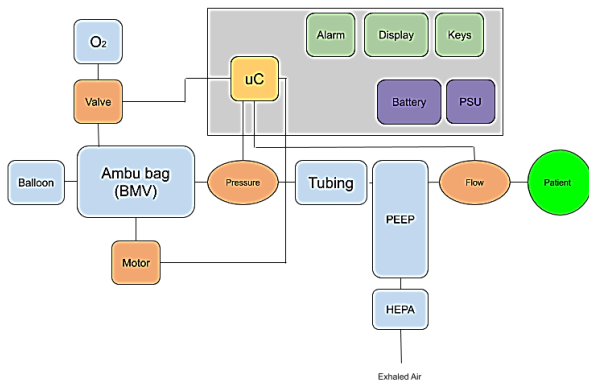 O2
Alarm
Display
Keys
Valve
uC
Battery
PSU
Balloon
Ambu bag
(BMV)
Pressure
Tubing
PEEP
Flow
Patient
Motor
HEPA
Exhaled Air